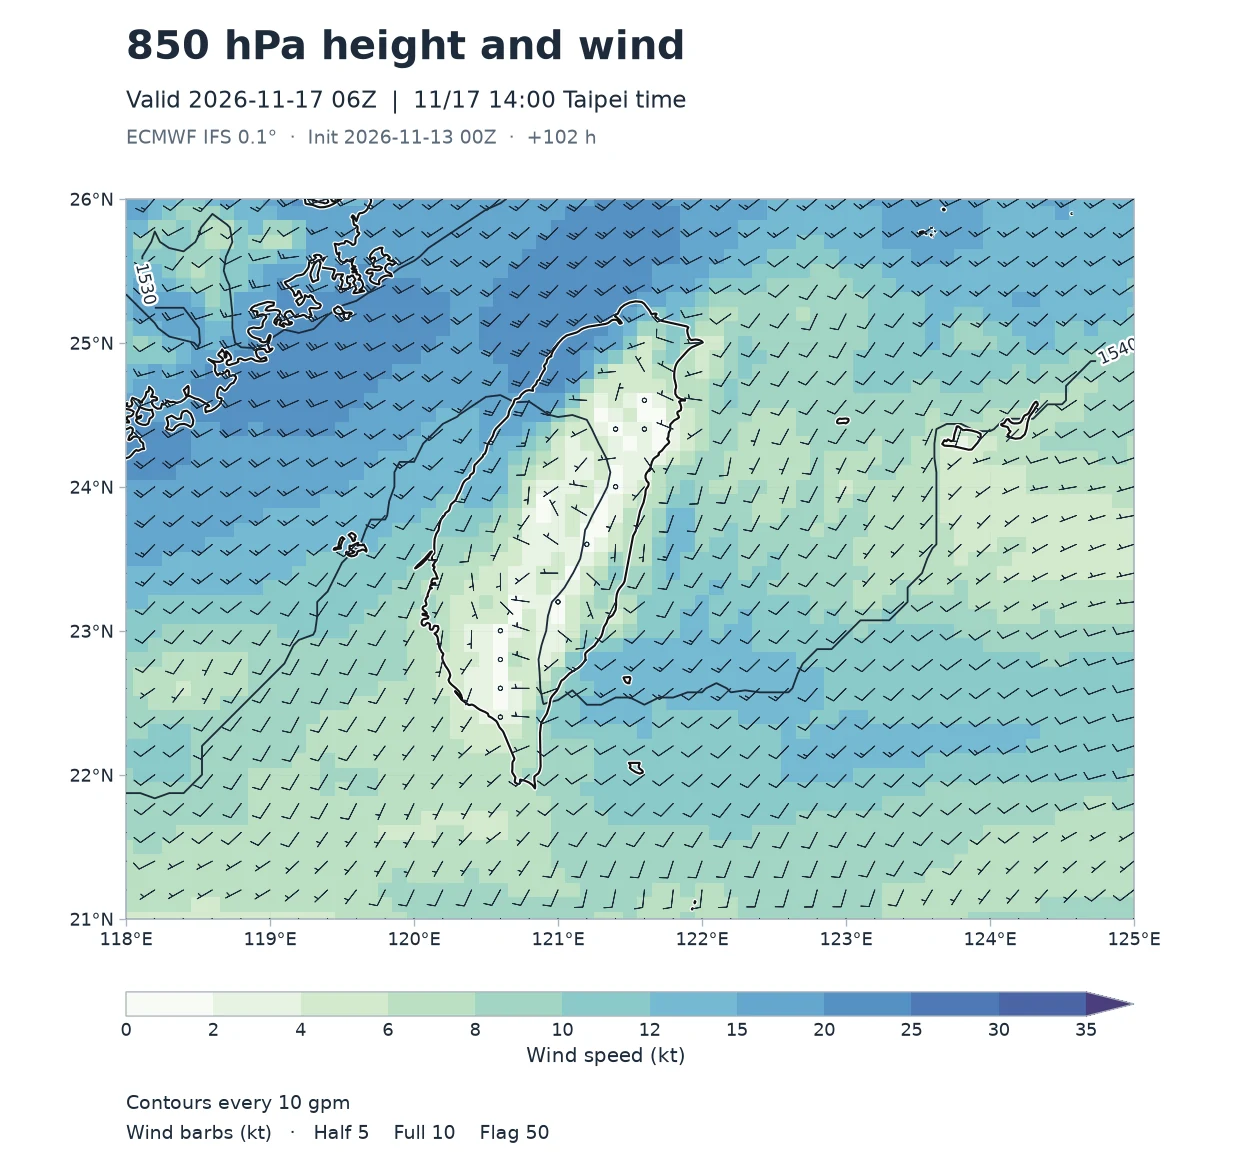 850 hPa height and wind
Valid 2026-11-17 06Z | 11/17 14:00 Taipei time
ECMWF IFS 0.1° · Init 2026-11-13 00Z · +102 h
26°N
25°N
24°N
23°N
22°N
21°N
1530
1540
118°E 119°E 120°E 121°E 122°E 123°E 124°E 125°E
0 2 4 6 8 10 12 15 20 25 30 35
Wind speed (kt)
Contours every 10 gpm
Wind barbs (kt) · Half 5 Full 10 Flag 50